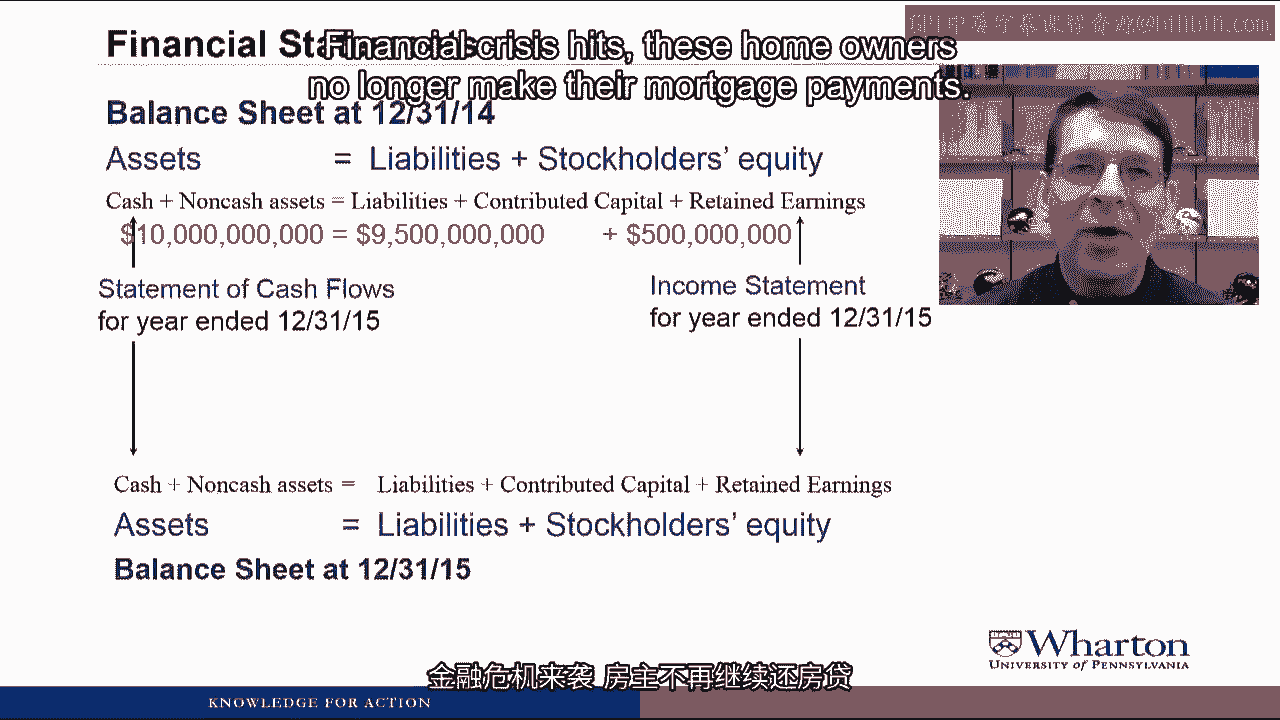 Financial crisis hits, these home owners
no longer make their mortgage payments.
Balance Sheet at 12/31/14
Assets = Liabilities + Stockholders' equity
Cash + Noncash assets = Liabilities + Contributed Capital + Retained Earnings
$10,000,000,000 = $9,500,000,000 + $500,000,000
Statement of Cash Flows
for year ended 12/31/15
Income Statement
for year ended 12/31/15
Cash + Noncash assets = Liabilities + Contributed Capital + Retained Earnings
Assets = Liabilities + Stockholders' equity
Balance Sheet at 12/31/15
Wharton
UNIVERSITY of PENNSYLVANIA
金融危机来袭 房主不再继续还房贷
KNOWLEDGE FOR ACTION